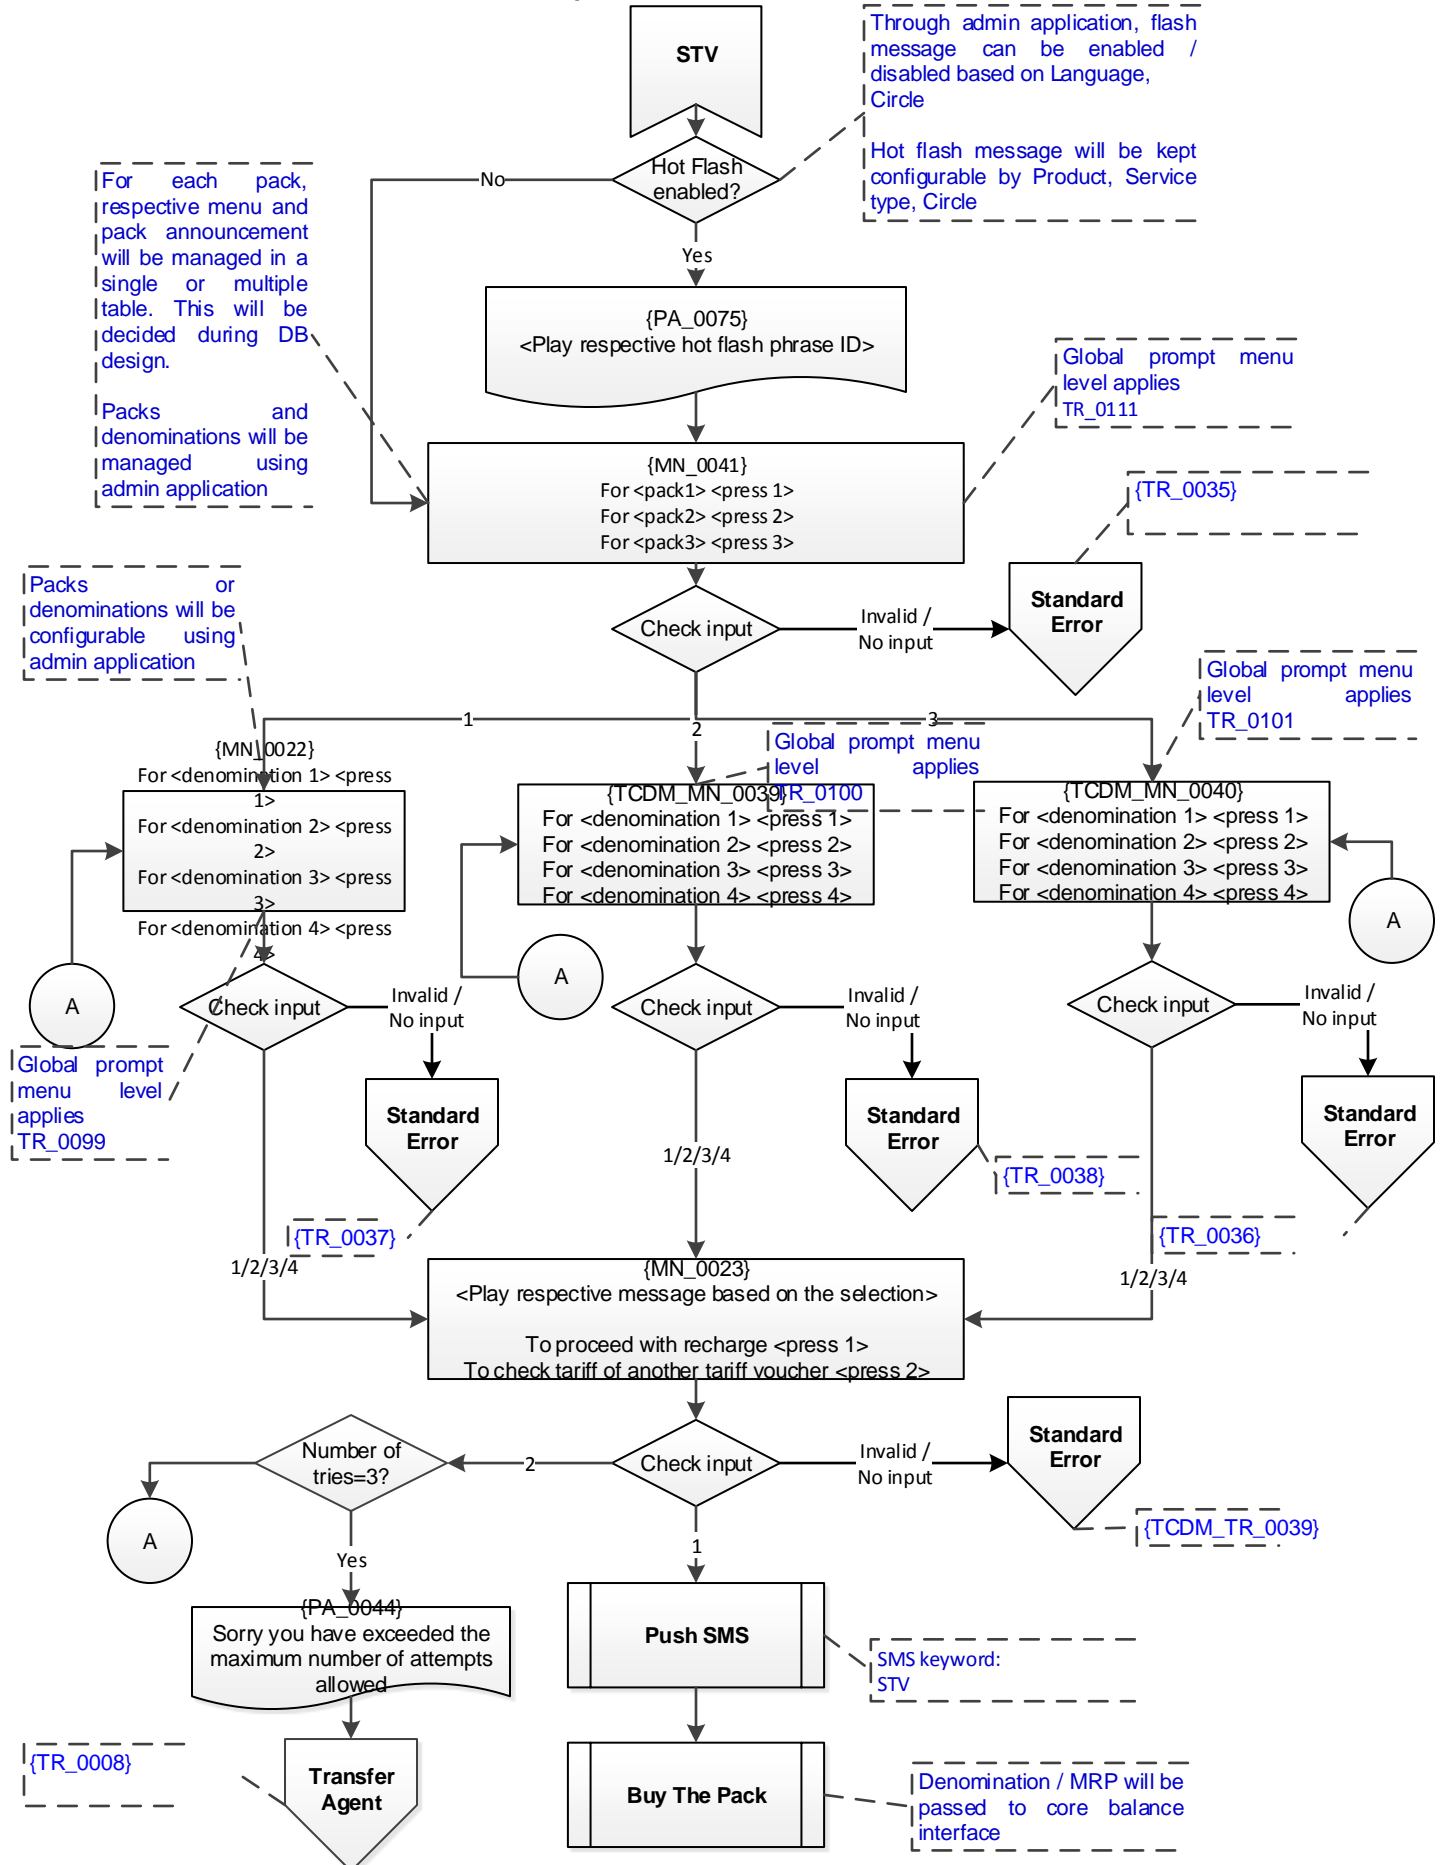 STV
Through admin application, flash
message can be enabled /
disabled based on Language,
Circle
Hot flash message will be kept
configurable by Product, Service
type, Circle
Hot Flash
enabled?
No
Yes
For each pack,
respective menu and
pack announcement
will be managed in a
single or multiple
table. This will be
decided during DB
design.
Packs and
denominations will be
managed using
admin application
{PA_0075}
<Play respective hot flash phrase ID>
Global prompt menu
level applies
TR_0111
{MN_0041}
For <pack1> <press 1>
For <pack2> <press 2>
For <pack3> <press 3>
{TR_0035}
Check input
Invalid /
No input
Standard
Error
Packs or
denominations will be
configurable using
admin application
Global prompt menu
level applies
TR_0101
1
2
3
Global prompt menu
level applies
TR_0100
{MN_0022}
For <denomination 1> <press
1>
For <denomination 2> <press
2>
For <denomination 3> <press
3>
For <denomination 4> <press
4>
{TCDM_MN_0039}
For <denomination 1> <press 1>
For <denomination 2> <press 2>
For <denomination 3> <press 3>
For <denomination 4> <press 4>
{TCDM_MN_0040}
For <denomination 1> <press 1>
For <denomination 2> <press 2>
For <denomination 3> <press 3>
For <denomination 4> <press 4>
A
A
A
Check input
Invalid /
No input
Check input
Invalid /
No input
Check input
Invalid /
No input
Global prompt
menu level
applies
TR_0099
Standard
Error
Standard
Error
Standard
Error
1/2/3/4
{TR_0038}
{TR_0037}
{TR_0036}
1/2/3/4
1/2/3/4
{MN_0023}
<Play respective message based on the selection>
To proceed with recharge <press 1>
To check tariff of another tariff voucher <press 2>
Number of
tries=3?
2
Check input
Invalid /
No input
Standard
Error
A
{TCDM_TR_0039}
Yes
1
{PA_0044}
Sorry you have exceeded the
maximum number of attempts
allowed
Push SMS
SMS keyword:
STV
{TR_0008}
Transfer
Agent
Buy The Pack
Denomination / MRP will be
passed to core balance
interface